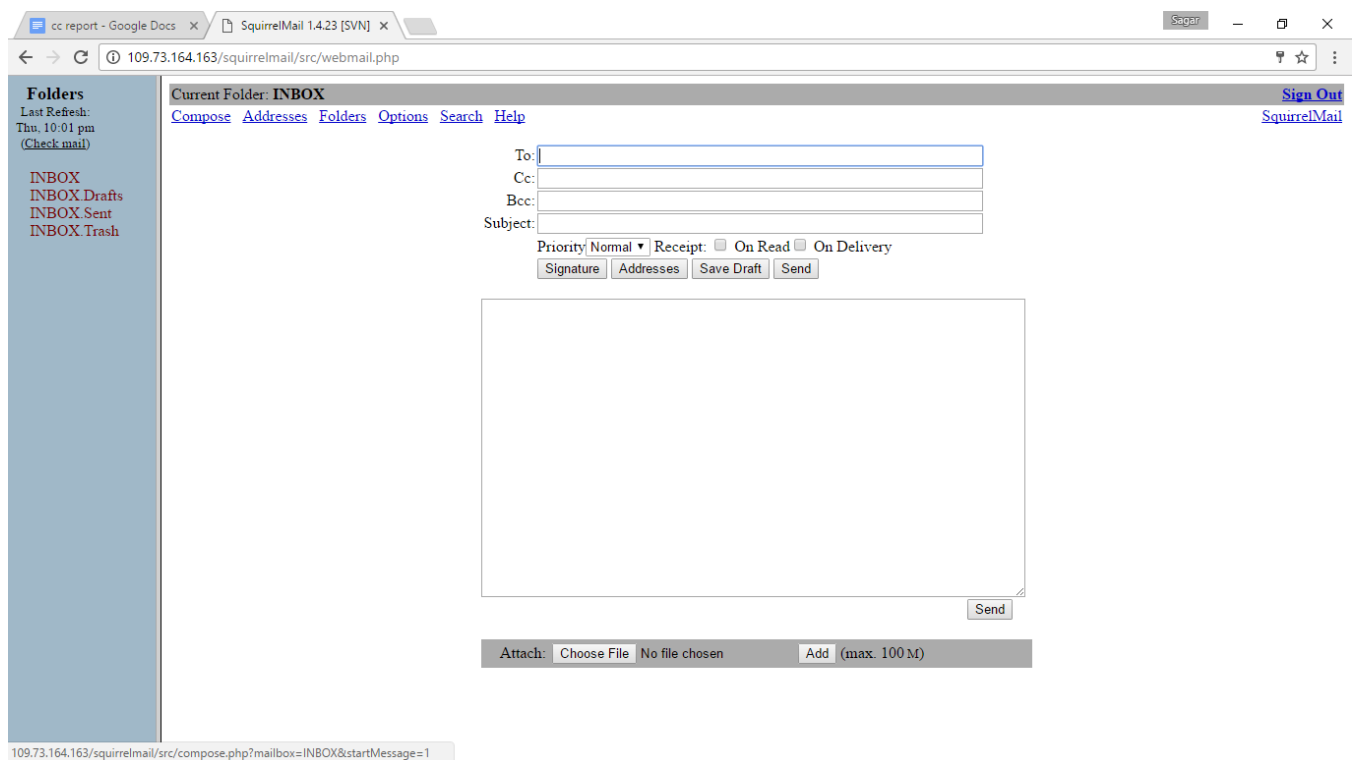 cc report - Google Docs
SquirrelMail 1.4.23 [SVN]
Sagar
109.73.164.163/squirrelmail/src/webmail.php
Folders
Last Refresh:
Thu, 10:01 pm
(Check mail)
INBOX
INBOX.Drafts
INBOX.Sent
INBOX.Trash
Current Folder: INBOX
Sign Out
Compose Addresses Folders Options Search Help
SquirrelMail
To:
Cc:
Bcc:
Subject:
Priority Normal Receipt: On Read On Delivery
Signature Addresses Save Draft Send
Send
Attach: Choose File No file chosen Add (max. 100 M)
109.73.164.163/squirrelmail/src/compose.php?mailbox=INBOX&startMessage=1